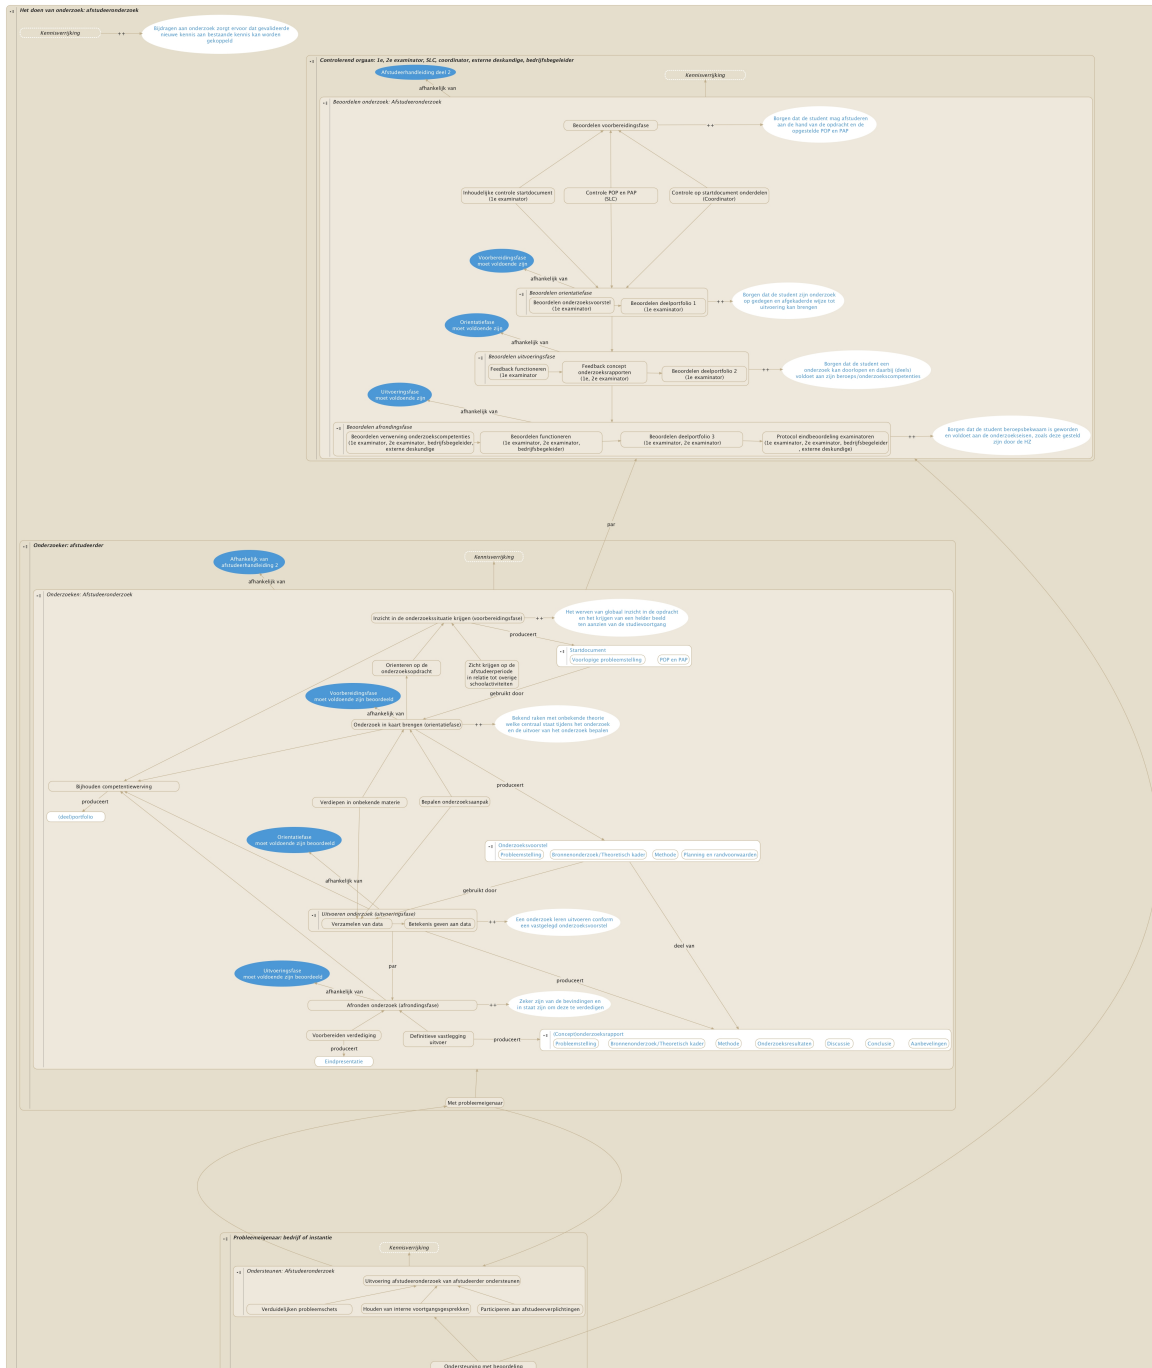 Het doen van onderzoek: afstudeeronderzoek
Kennisverrijking
++
Bijdragen aan onderzoek zorgt ervoor dat gevalideerde
nieuwe kennis aan bestaande kennis kan worden
gekoppeld
Controlerend orgaan: 1e, 2e examinator, SLC, coordinator, externe deskundige, bedrijfsbegeleider
Afstudeerhandleiding deel 2
afhankelijk van
Kennisverrijking
Beoordelen onderzoek: Afstudeeronderzoek
Beoordelen voorbereidingsfase
++
Borgen dat de student mag afstuderen
aan de hand van de opdracht en de
opgestelde POP en PAP
Inhoudelijke controle startdocument
(1e examinator)
Controle POP en PAP
(SLC)
Controle op startdocument onderdelen
(Coordinator)
Voorbereidingsfase
moet voldoende zijn
afhankelijk van
Beoordelen orientatiefase
Beoordelen onderzoeksvoorstel
(1e examinator)
Beoordelen deelportfolio 1
(1e examinator)
++
Borgen dat de student zijn onderzoek
op gedegen en afgekaderde wijze tot
uitvoering kan brengen
Orientatiefase
moet voldoende zijn
afhankelijk van
Beoordelen uitvoeringsfase
Feedback functioneren
(1e examinator
Feedback concept
onderzoeksrapporten
(1e, 2e examinator)
Beoordelen deelportfolio 2
(1e examinator)
++
Borgen dat de student een
onderzoek kan doorlopen en daarbij (deels)
voldoet aan zijn beroeps/onderzoekscompetenties
Uitvoeringsfase
moet voldoende zijn
afhankelijk van
Beoordelen afrondingsfase
Beoordelen verwerving onderzoekscompetenties
(1e examinator, 2e examinator, bedrijfsbegeleider,
externe deskundige
Beoordelen functioneren
(1e examinator, 2e examinator,
bedrijfsbegeleider)
Beoordelen deelportfolio 3
(1e examinator, 2e examinator)
Protocol eindbeoordeling examinatoren
(1e examinator, 2e examinator, bedrijfsbegeleider
, externe deskundige)
++
Borgen dat de student beroepsbekwaam is geworden
en voldoet aan de onderzoekseisen, zoals deze gesteld
zijn door de HZ
par
Onderzoeker: afstudeerder
Afhankelijk van
afstudeerhandleiding 2
afhankelijk van
Kennisverrijking
Onderzoeken: Afstudeeronderzoek
Inzicht in de onderzoekssituatie krijgen (voorbereidingsfase)
++
Het werven van globaal inzicht in de opdracht
en het krijgen van een helder beeld
ten aanzien van de studievoortgang
produceert
Startdocument
Voorlopige probleemstelling
POP en PAP
Orienteren op de
onderzoeksopdracht
Zicht krijgen op de
afstudeerperiode
in relatie tot overige
schoolactiviteiten
gebruikt door
Voorbereidingsfase
moet voldoende zijn beoordeeld
afhankelijk van
Onderzoek in kaart brengen (orientatiefase)
++
Bekend raken met onbekende theorie
welke centraal staat tijdens het onderzoek
en de uitvoer van het onderzoek bepalen
Bijhouden competentiewerving
produceert
(deel)portfolio
produceert
Verdiepen in onbekende materie
Bepalen onderzoeksaanpak
Orientatiefase
moet voldoende zijn beoordeeld
Onderzoeksvoorstel
Probleemstelling
Bronnenonderzoek/Theoretisch kader
Methode
Planning en randvoorwaarden
afhankelijk van
gebruikt door
Uitvoeren onderzoek (uitvoeringsfase)
Verzamelen van data
Betekenis geven aan data
++
Een onderzoek leren uitvoeren conform
een vastgelegd onderzoeksvoorstel
deel van
par
Uitvoeringsfase
moet voldoende zijn beoordeeld
produceert
afhankelijk van
Afronden onderzoek (afrondingsfase)
++
Zeker zijn van de bevindingen en
in staat zijn om deze te verdedigen
Voorbereiden verdediging
Definitieve vastlegging
uitvoer
produceert
(Concept)onderzoeksrapport
Probleemstelling
Bronnenonderzoek/Theoretisch kader
Methode
Onderzoeksresultaten
Discussie
Conclusie
Aanbevelingen
produceert
Eindpresentatie
Met probleemeigenaar
Probleemeigenaar: bedrijf of instantie
Kennisverrijking
Ondersteunen: Afstudeeronderzoek
Uitvoering afstudeeronderzoek van afstudeerder ondersteunen
Verduidelijken probleemschets
Houden van interne voortgangsgesprekken
Participeren aan afstudeerverplichtingen
Ondersteuning met beoordeling